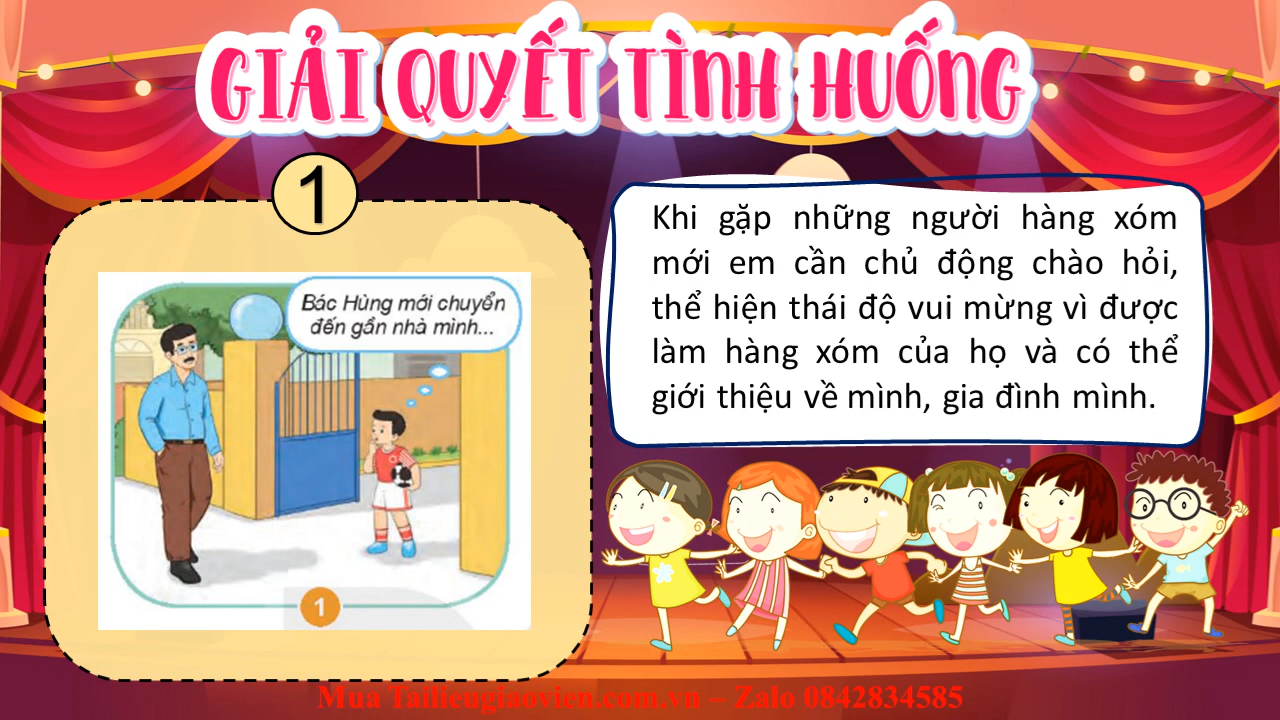 GIẢI QUYẾT TÌNH HUỐNG
1
Bác Hùng mới chuyển
đến gần nhà mình...
1
Khi gặp những người hàng xóm
mới em cần chủ động chào hỏi,
thể hiện thái độ vui mừng vì được
làm hàng xóm của họ và có thể
giới thiệu về mình, gia đình mình.
Mua Tailieugiaovien.com.vn – Zalo 0842834585